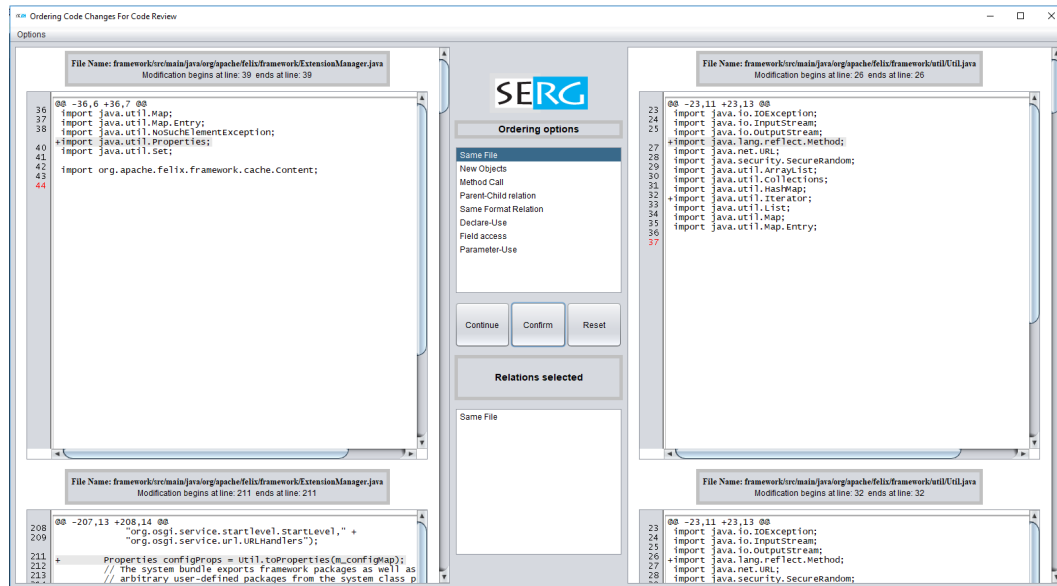 SERG Ordering Code Changes For Code Review
Options
File Name: framework/src/main/java/org/apache/felix/framework/ExtensionManager.java
Modification begins at line: 39 ends at line: 39
@@ -36,6 +36,7 @@
36 import java.util.Map;
37 import java.util.Map.Entry;
38 import java.util.NoSuchElementException;
+import java.util.Properties;
40 import java.util.Set;
41
42 import org.apache.felix.framework.cache.Content;
43
44
File Name: framework/src/main/java/org/apache/felix/framework/ExtensionManager.java
Modification begins at line: 211 ends at line: 211
@@ -207,13 +208,14 @@
208 "org.osgi.service.startlevel.StartLevel," +
209 "org.osgi.service.url.URLHandlers");
211 + Properties configProps = Util.toProperties(m_configMap);
212 // The system bundle exports framework packages as well as
213 // arbitrary user-defined packages from the system class p
SERG
Ordering options
Same File
New Objects
Method Call
Parent-Child relation
Same Format Relation
Declare-Use
Field access
Parameter-Use
Continue Confirm Reset
Relations selected
Same File
File Name: framework/src/main/java/org/apache/felix/framework/util/Util.java
Modification begins at line: 26 ends at line: 26
@@ -23,11 +23,13 @@
23 import java.io.IOException;
24 import java.io.InputStream;
25 import java.io.OutputStream;
+import java.lang.reflect.Method;
27 import java.net.URL;
28 import java.security.SecureRandom;
29 import java.util.ArrayList;
30 import java.util.Collections;
31 import java.util.HashMap;
32 +import java.util.Iterator;
33 import java.util.List;
34 import java.util.Map;
35 import java.util.Map.Entry;
36
37
File Name: framework/src/main/java/org/apache/felix/framework/util/Util.java
Modification begins at line: 32 ends at line: 32
@@ -23,11 +23,13 @@
23 import java.io.IOException;
24 import java.io.InputStream;
25 import java.io.OutputStream;
26 +import java.lang.reflect.Method;
27 import java.net.URL;
28 import java.security.SecureRandom;